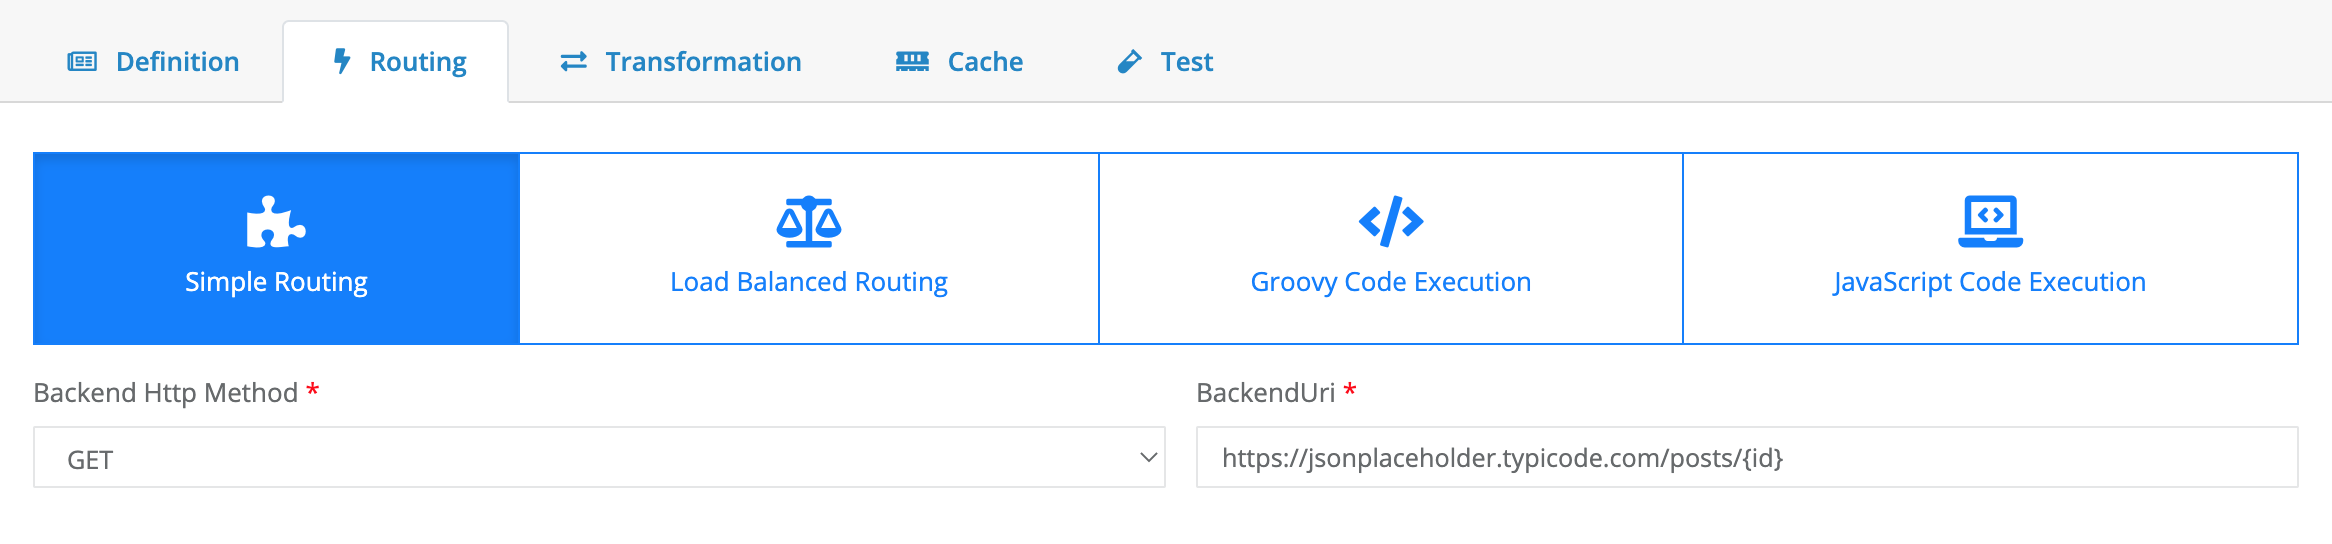 Definition
Routing
Transformation
Cache
Test
Simple Routing
Load Balanced Routing
Groovy Code Execution
JavaScript Code Execution
Backend Http Method *
BackendUri *
GET
https://jsonplaceholder.typicode.com/posts/{id}